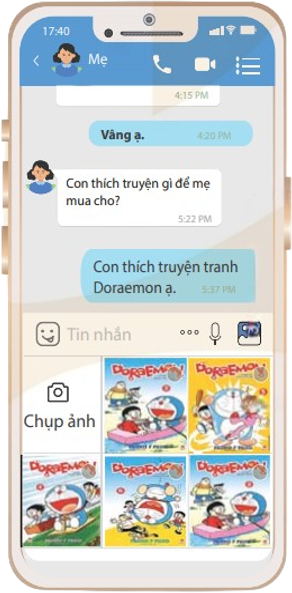 17:40
Mẹ
4:15 PM
Vâng ạ. 4:20 PM
Con thích truyện gì để mẹ
mua cho?
5:22 PM
Con thích truyện tranh
Doraemon ạ. 5:37 PM
Tin nhắn
Chụp ảnh
DORAEMON
DORAEMON
DORAEMON
DORAEMON
DORAEMON